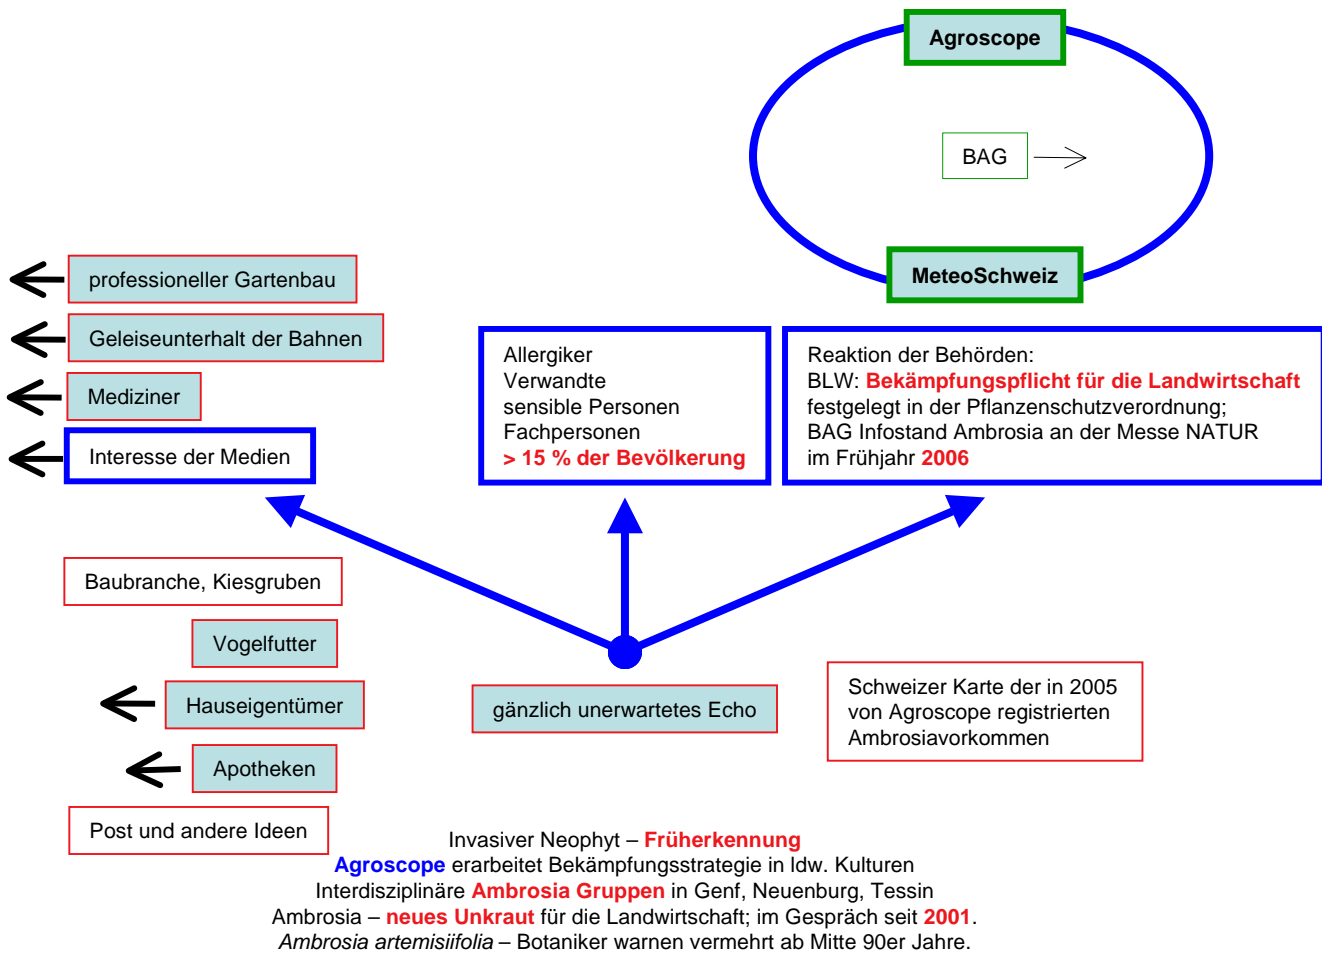 Agroscope
BAG
MeteoSchweiz
professioneller Gartenbau
Geleiseunterhalt der Bahnen
Mediziner
Interesse der Medien
Allergiker
Verwandte
sensible Personen
Fachpersonen
> 15 % der Bevölkerung
Reaktion der Behörden:
BLW: Bekämpfungspflicht für die Landwirtschaft
festgelegt in der Pflanzenschutzverordnung;
BAG Infostand Ambrosia an der Messe NATUR
im Frühjahr 2006
Baubranche, Kiesgruben
Vogelfutter
Hauseigentümer
Apotheken
Post und andere Ideen
gänzlich unerwartetes Echo
Schweizer Karte der in 2005
von Agroscope registrierten
Ambrosiavorkommen
Invasiver Neophyt – Früherkennung
Agroscope erarbeitet Bekämpfungsstrategie in ldw. Kulturen
Interdisziplinäre Ambrosia Gruppen in Genf, Neuenburg, Tessin
Ambrosia – neues Unkraut für die Landwirtschaft; im Gespräch seit 2001.
Ambrosia artemisiifolia – Botaniker warnen vermehrt ab Mitte 90er Jahre.